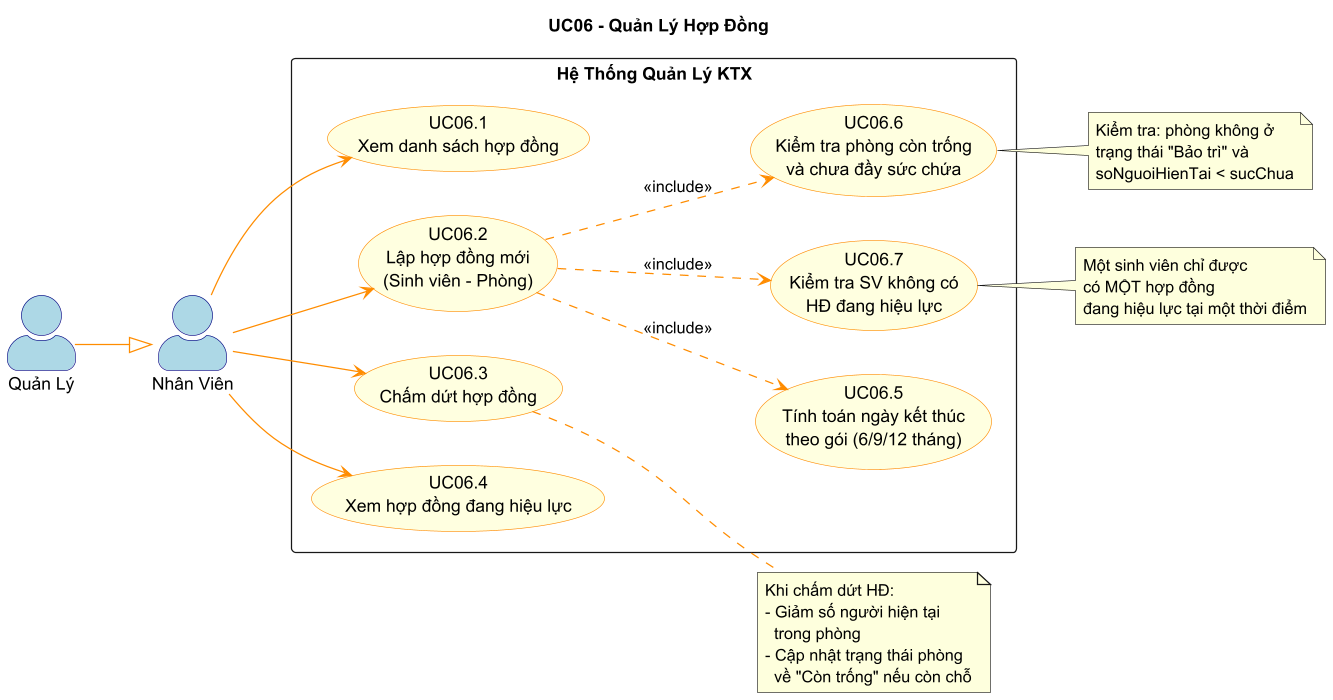 UC06 - Quản Lý Hợp Đồng
Hệ Thống Quản Lý KTX
UC06.1
Xem danh sách hợp đồng
UC06.2
Lập hợp đồng mới
(Sinh viên - Phòng)
UC06.3
Chấm dứt hợp đồng
UC06.4
Xem hợp đồng đang hiệu lực
«include»
«include»
«include»
UC06.6
Kiểm tra phòng còn trống
và chưa đầy sức chứa
UC06.7
Kiểm tra SV không có
HĐ đang hiệu lực
UC06.5
Tính toán ngày kết thúc
theo gói (6/9/12 tháng)
Kiểm tra: phòng không ở
trạng thái "Bảo trì" và
soNguoiHienTai < sucChua
Một sinh viên chỉ được
có MỘT hợp đồng
đang hiệu lực tại một thời điểm
Quản Lý
Nhân Viên
Khi chấm dứt HĐ:
- Giảm số người hiện tại
trong phòng
- Cập nhật trạng thái phòng
về "Còn trống" nếu còn chỗ